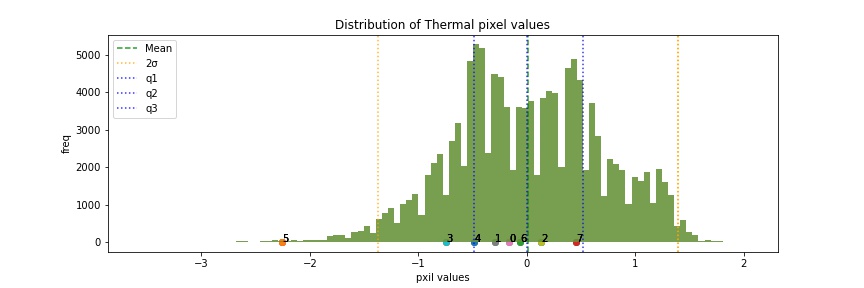 Distribution of Thermal pixel values
Mean
2σ
q1
q2
q3
freq
5000
4000
3000
2000
1000
0
5 3 4 1 0 6 2 7
−3 −2 −1 0 1 2
pxil values